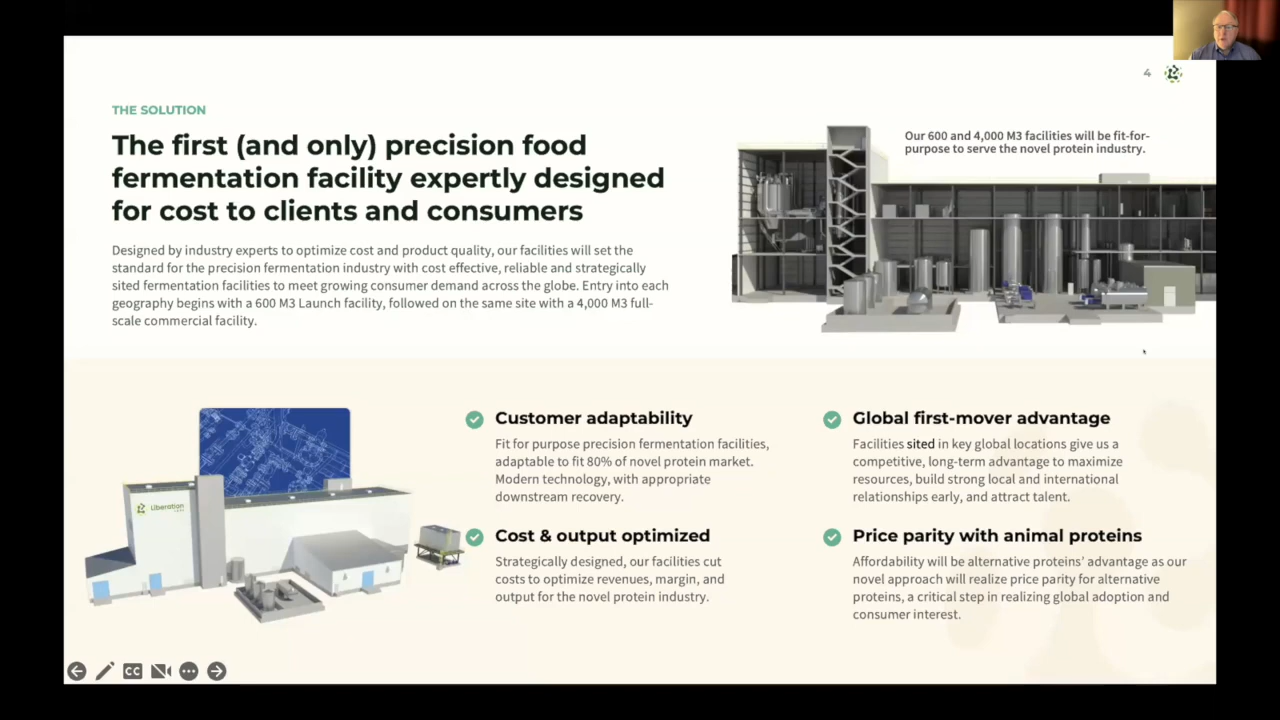 4
THE SOLUTION
The first (and only) precision food
fermentation facility expertly designed
for cost to clients and consumers
Designed by industry experts to optimize cost and product quality, our facilities will set the
standard for the precision fermentation industry with cost effective, reliable and strategically
sited fermentation facilities to meet growing consumer demand across the globe. Entry into each
geography begins with a 600 M3 Launch facility, followed on the same site with a 4,000 M3 full-
scale commercial facility.
Our 600 and 4,000 M3 facilities will be fit-for-
purpose to serve the novel protein industry.
Liberation
LABS
Customer adaptability
Fit for purpose precision fermentation facilities,
adaptable to fit 80% of novel protein market.
Modern technology, with appropriate
downstream recovery.
Global first-mover advantage
Facilities sited in key global locations give us a
competitive, long-term advantage to maximize
resources, build strong local and international
relationships early, and attract talent.
Cost & output optimized
Strategically designed, our facilities cut
costs to optimize revenues, margin, and
output for the novel protein industry.
Price parity with animal proteins
Affordability will be alternative proteins' advantage as our
novel approach will realize price parity for alternative
proteins, a critical step in realizing global adoption and
consumer interest.
CC